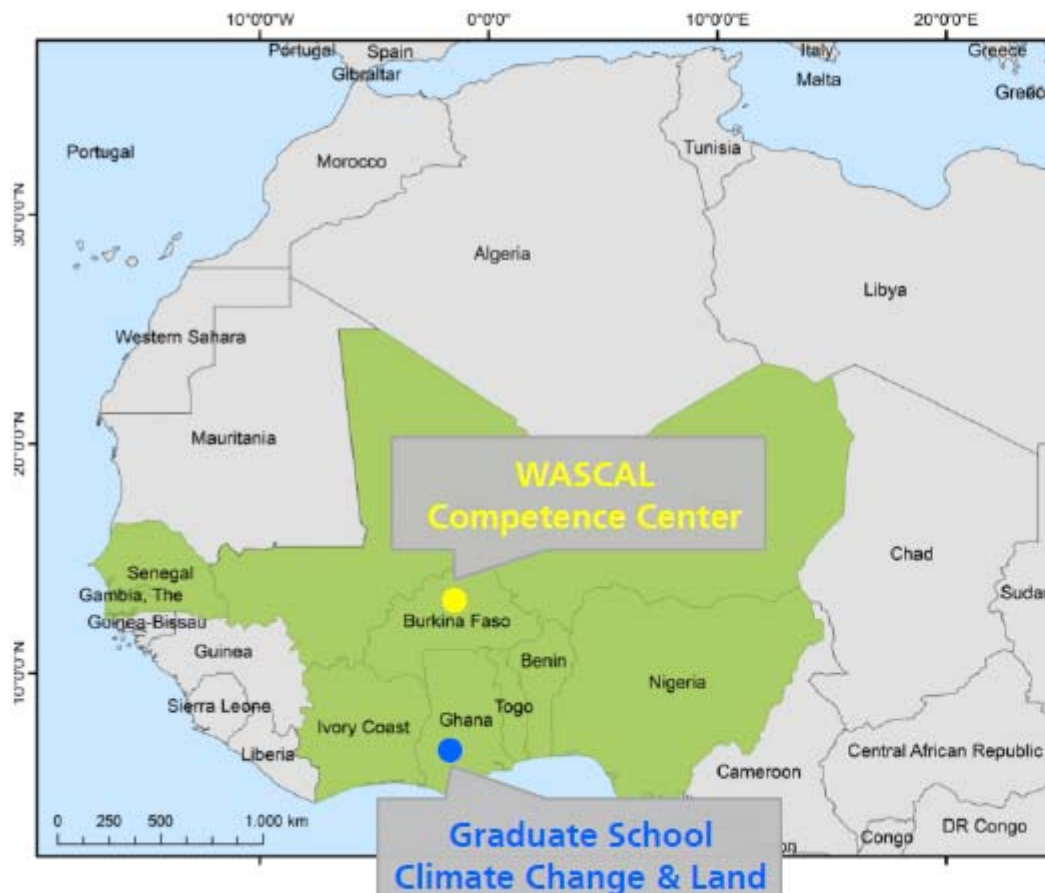 10°0'0"W
0°0'0"
10°0'0"E
20°0'0"E
Portugal
Spain
Italy
Greece
Gibraltar
Malta
Portugal
Morocco
Tunisia
30°0'0"N
Algeria
Libya
Western Sahara
Mauritania
20°0'0"N
WASCAL
Competence Center
Chad
Senegal
Gambia, The
Guinea-Bissau
Burkina Faso
Guinea
Benin
10°0'0"N
Nigeria
Sierra Leone
Ivory Coast
Ghana
Togo
Liberia
Central African Republic
Cameroon
0 250 500 1.000 km
Congo
DR Congo
Graduate School
Climate Change & Land